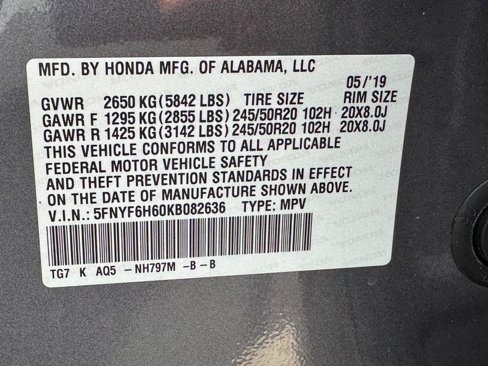 MFD. BY HONDA MFG. OF ALABAMA, LLC
05/'19
GVWR 2650 KG (5842 LBS) TIRE SIZE RIM SIZE
GAWR F 1295 KG (2855 LBS) 245/50R20 102H 20X8.0J
GAWR R 1425 KG (3142 LBS) 245/50R20 102H 20X8.0J
THIS VEHICLE CONFORMS TO ALL APPLICABLE
FEDERAL MOTOR VEHICLE SAFETY
AND THEFT PREVENTION STANDARDS IN EFFECT
ON THE DATE OF MANUFACTURE SHOWN ABOVE.
V.I.N.: 5FNYF6H60KB082636 TYPE: MPV
TG7 K AQ5 -NH797M -B -B